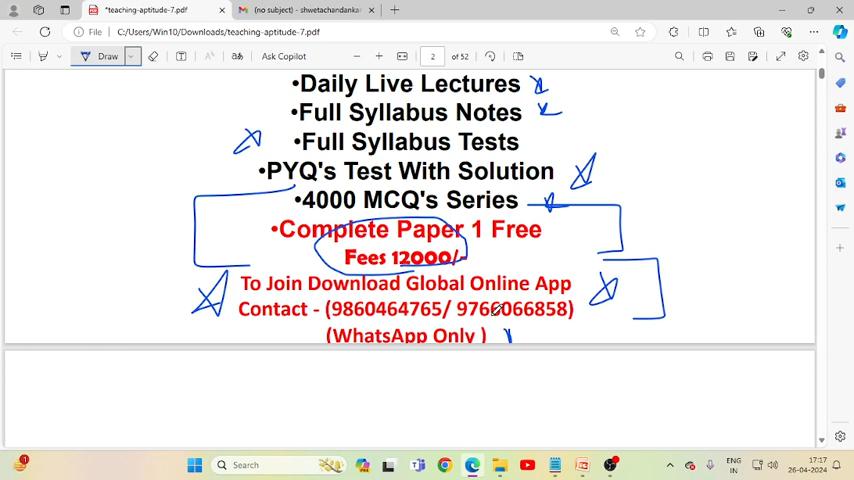 *teaching-aptitude-7.pdf
(no subject) - shwetachandankar
File
C:/Users/Win10/Downloads/teaching-aptitude-7.pdf
Draw
Ask Copilot
2 of 52
•Daily Live Lectures
•Full Syllabus Notes
•Full Syllabus Tests
•PYQ's Test With Solution
•4000 MCQ's Series
•Complete Paper 1 Free
Fees 12000/-
To Join Download Global Online App
Contact - (9860464765/ 9766066858)
(WhatsApp Only )
Search
ENG
IN
17:17
26-04-2024